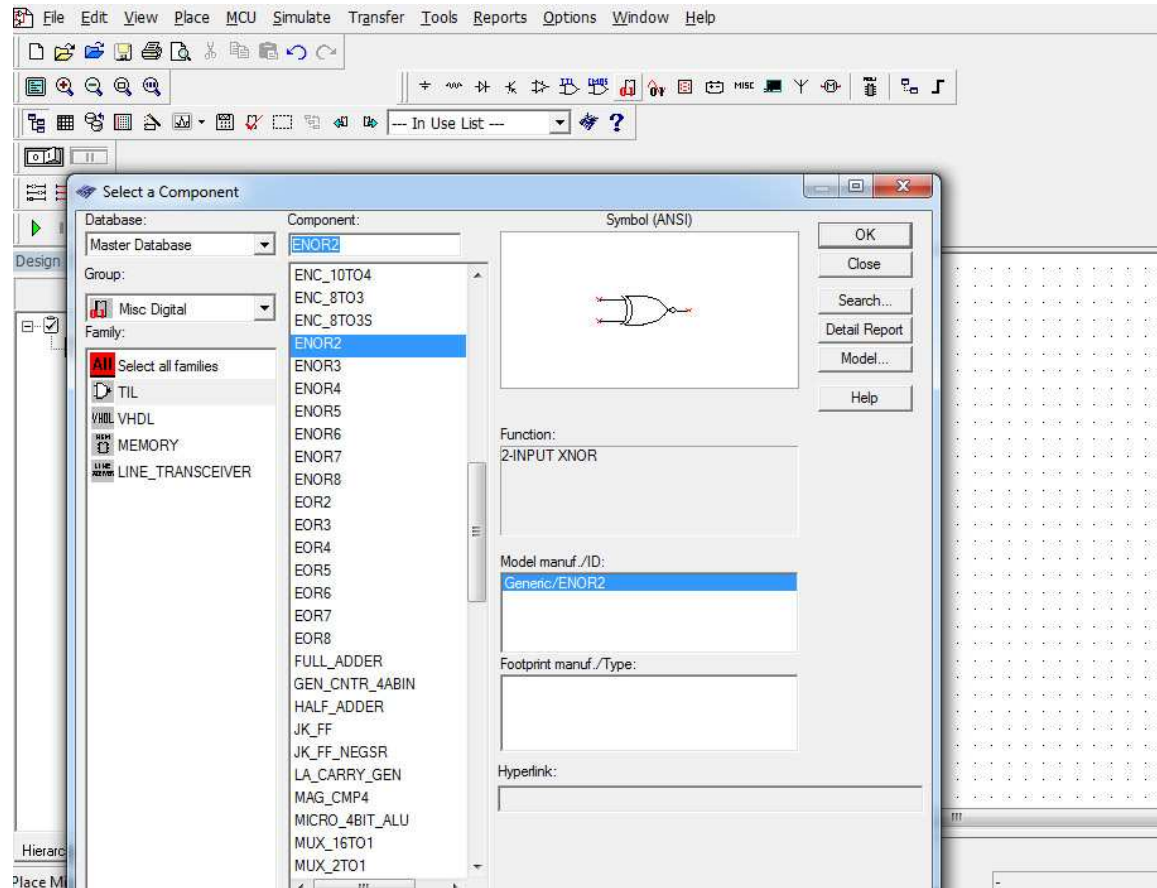 File Edit View Place MCU Simulate Transfer Tools Reports Options Window Help
MISC
--- In Use List ---
?
Select a Component
Design
Database:
Master Database
Group:
Misc Digital
Family:
All Select all families
TIL
VHDL VHDL
MEMORY
LINE_TRANSCEIVER
Component:
ENOR2
ENC_10TO4
ENC_8TO3
ENC_8TO3S
ENOR2
ENOR3
ENOR4
ENOR5
ENOR6
ENOR7
ENOR8
EOR2
EOR3
EOR4
EOR5
EOR6
EOR7
EOR8
FULL_ADDER
GEN_CNTR_4ABIN
HALF_ADDER
JK_FF
JK_FF_NEGSR
LA_CARRY_GEN
MAG_CMP4
MICRO_4BIT_ALU
MUX_16TO1
MUX_2TO1
Symbol (ANSI)
Function:
2-INPUT XNOR
Model manuf./ID:
Generic/ENOR2
Footprint manuf./Type:
Hyperlink:
OK
Close
Search...
Detail Report
Model...
Help
Hierarc
Place Mi